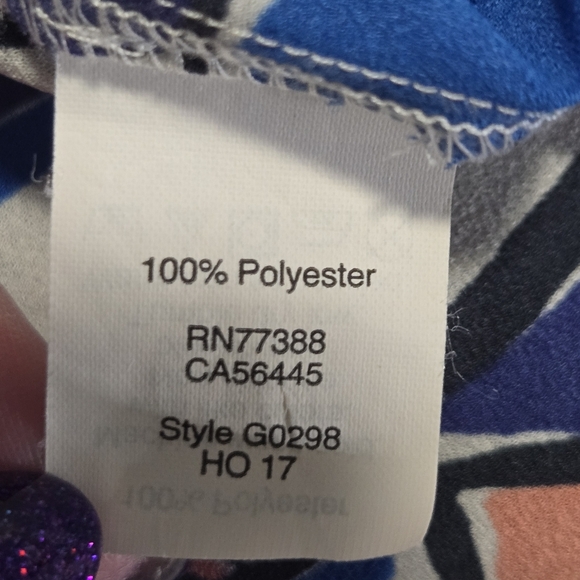 100% Polyester
RN77388
CA56445
Style G0298
HO 17